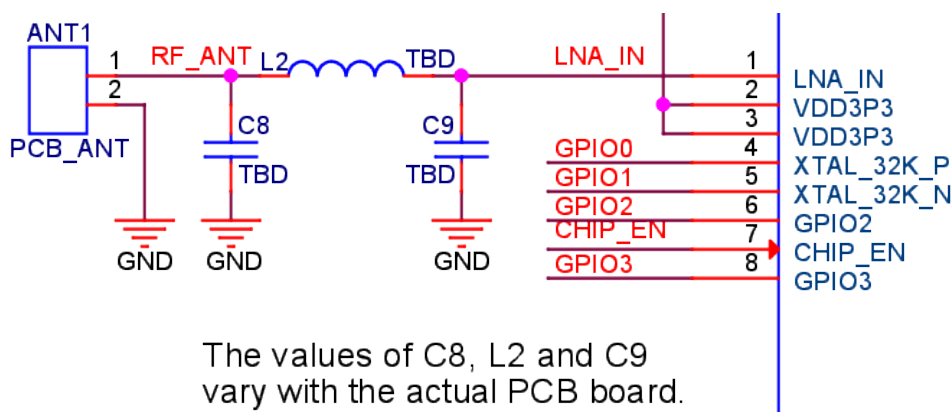 ANT1
1
RF_ANT
L2
TBD
LNA_IN
1
LNA_IN
2
2
VDD3P3
3
VDD3P3
PCB_ANT
C8
C9
TBD
TBD
GPIO0
4
XTAL_32K_P
GPIO1
5
XTAL_32K_N
GPIO2
6
GPIO2
CHIP_EN
7
CHIP_EN
GPIO3
8
GPIO3
GND
GND
GND
The values of C8, L2 and C9
vary with the actual PCB board.